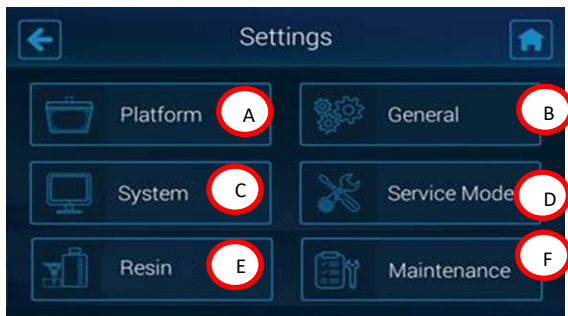 Settings
Platform A
General B
System C
Service Mode D
Resin E
Maintenance F